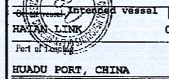 Intended vessel
HAIAN LINK
Port of Loading
HUADU PORT, CHINA